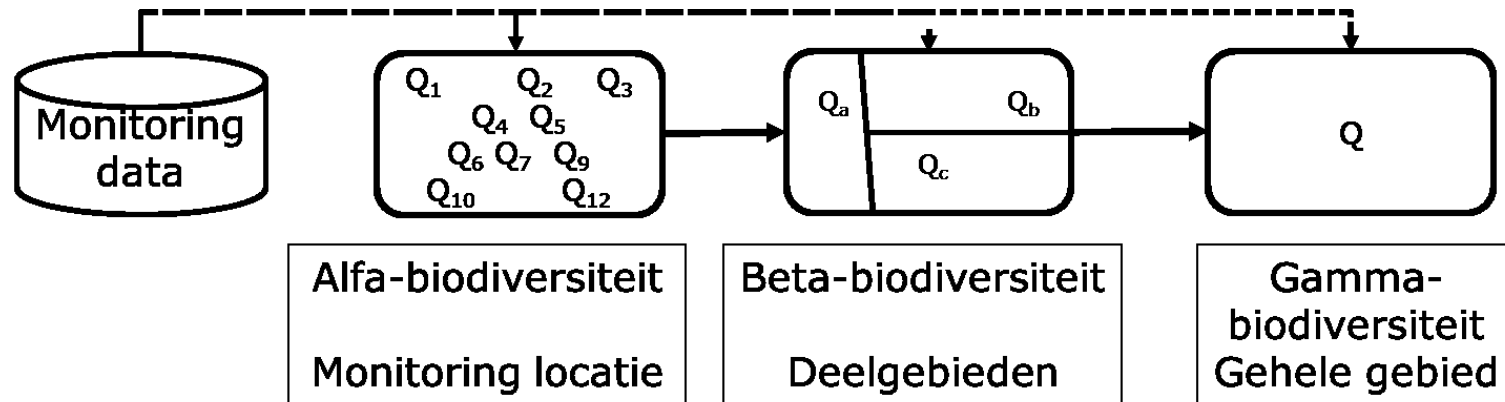 Monitoring
data
Q1 Q2 Q3
Q4 Q5
Q6 Q7 Q9
Q10 Q12
Qa Qb
Qc
Q
Alfa-biodiversiteit
Monitoring locatie
Beta-biodiversiteit
Deelgebieden
Gamma-
biodiversiteit
Gehele gebied